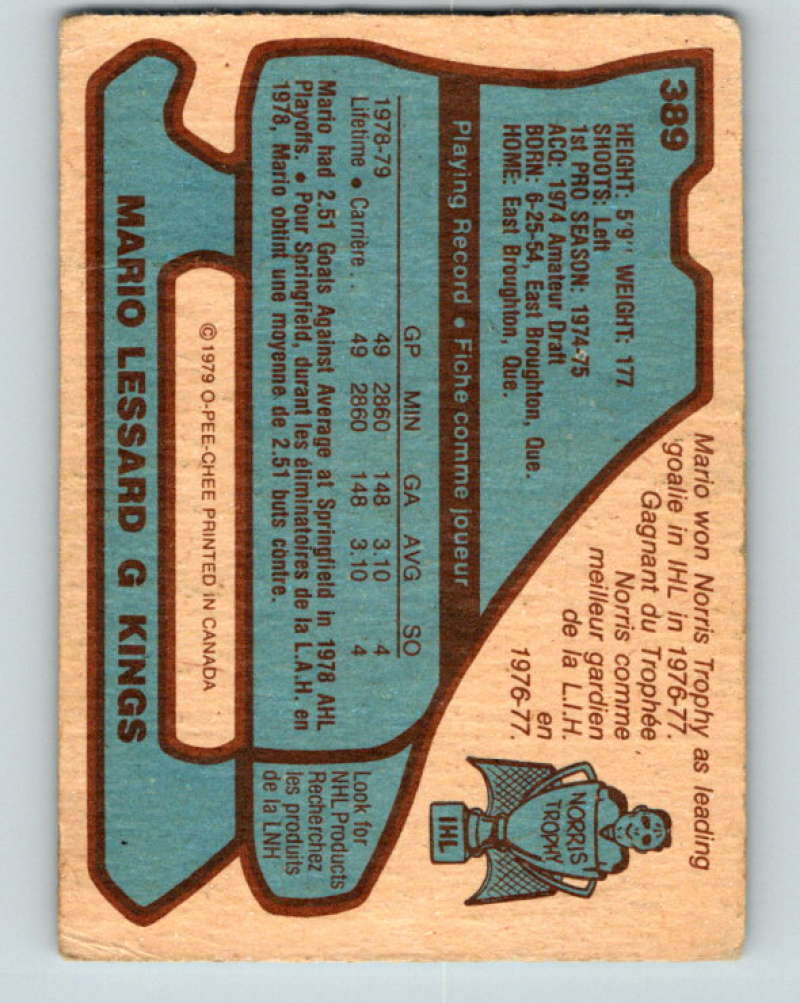 389
HEIGHT: 5'9" WEIGHT: 177
SHOOTS: Left
1st PRO SEASON: 1974-75
ACQ: 1974 Amateur Draft
BORN: 6-25-54, East Broughton, Que.
HOME: East Broughton, Que.
Mario won Norris Trophy as leading
goalie in IHL in 1976-77.
Gagnant du Trophée
Norris comme
meilleur gardien
de la L.I.H.
en
1976-77.
NORRIS
TROPHY
IHL
Playing Record • Fiche comme joueur
GP MIN GA AVG SO
1978-79 49 2860 148 3.10 4
Lifetime • Carrière . . 49 2860 148 3.10 4
Mario had 2.51 Goals Against Average at Springfield in 1978 AHL
Playoffs. • Pour Springfield, durant les éliminatoires de la L.A.H. en
1978, Mario obtint une moyenne de 2.51 buts contre.
Look for
NHL Products
Recherchez
les produits
de la LNH
© 1979 O-PEE-CHEE PRINTED IN CANADA
MARIO LESSARD G KINGS